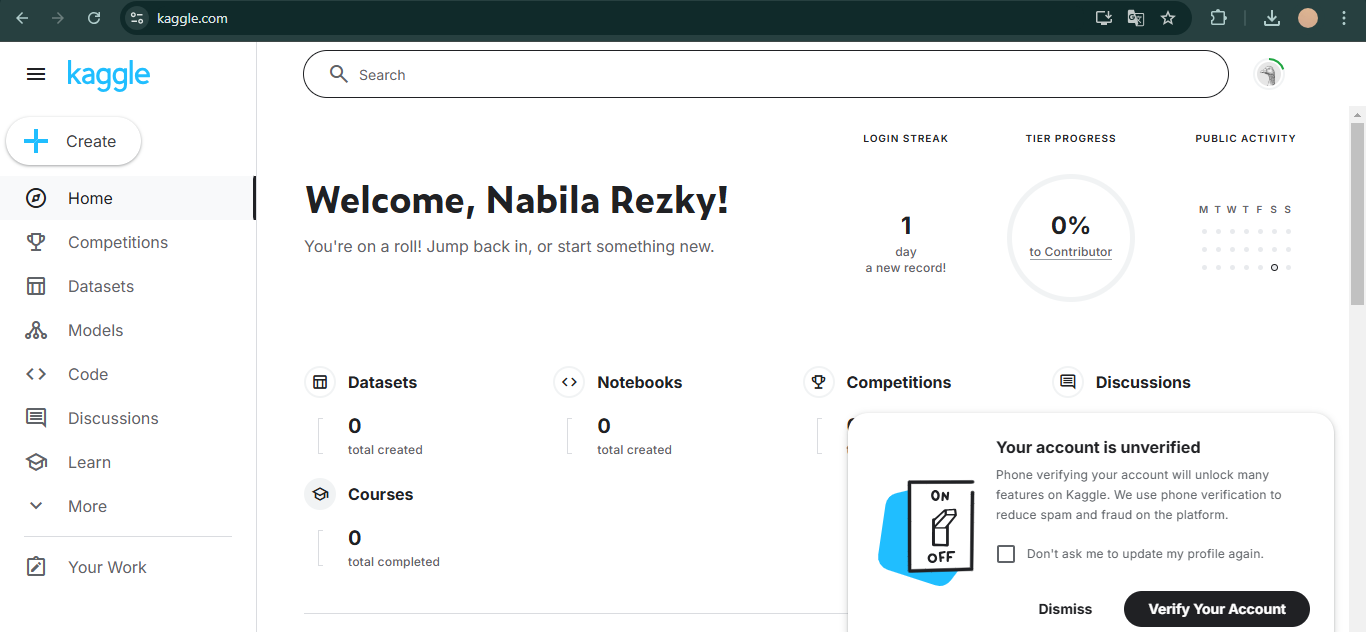 kaggle.com
kaggle
Search
Create
LOGIN STREAK
TIER PROGRESS
PUBLIC ACTIVITY
Home
Competitions
Datasets
Models
Code
Discussions
Learn
More
Your Work
Welcome, Nabila Rezky!
You're on a roll! Jump back in, or start something new.
1
day
a new record!
0%
to Contributor
M T W T F S S
Datasets
0
total created
Notebooks
0
total created
Competitions
Discussions
Courses
0
total completed
Your account is unverified
Phone verifying your account will unlock many
features on Kaggle. We use phone verification to
reduce spam and fraud on the platform.
ON
OFF
Don't ask me to update my profile again.
Dismiss
Verify Your Account